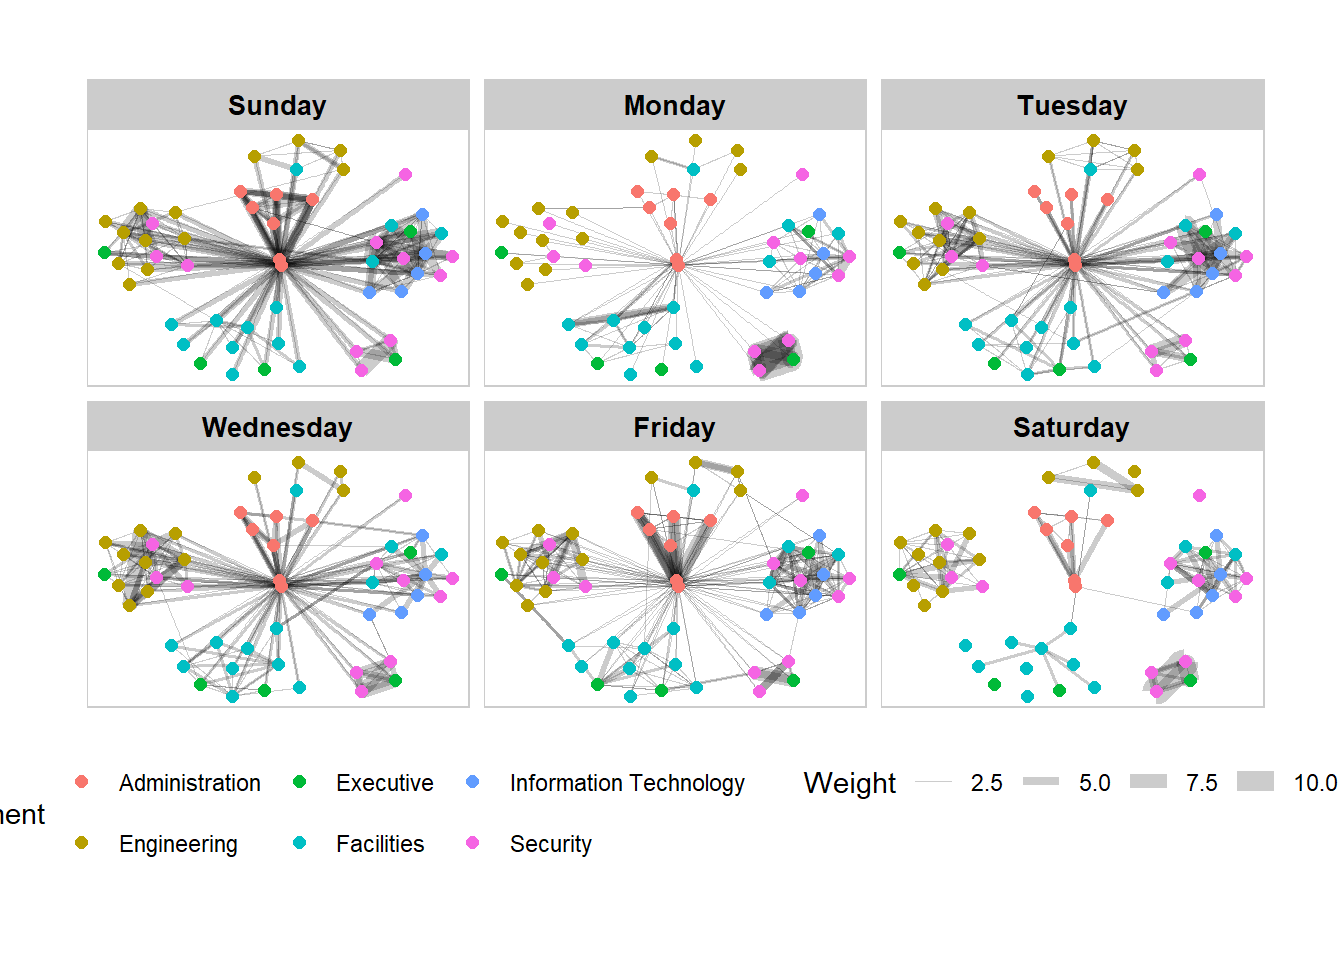 Sunday Monday Tuesday
Wednesday Friday Saturday
Administration Executive Information Technology Weight 2.5 5.0 7.5 10.0
nent
Engineering Facilities Security